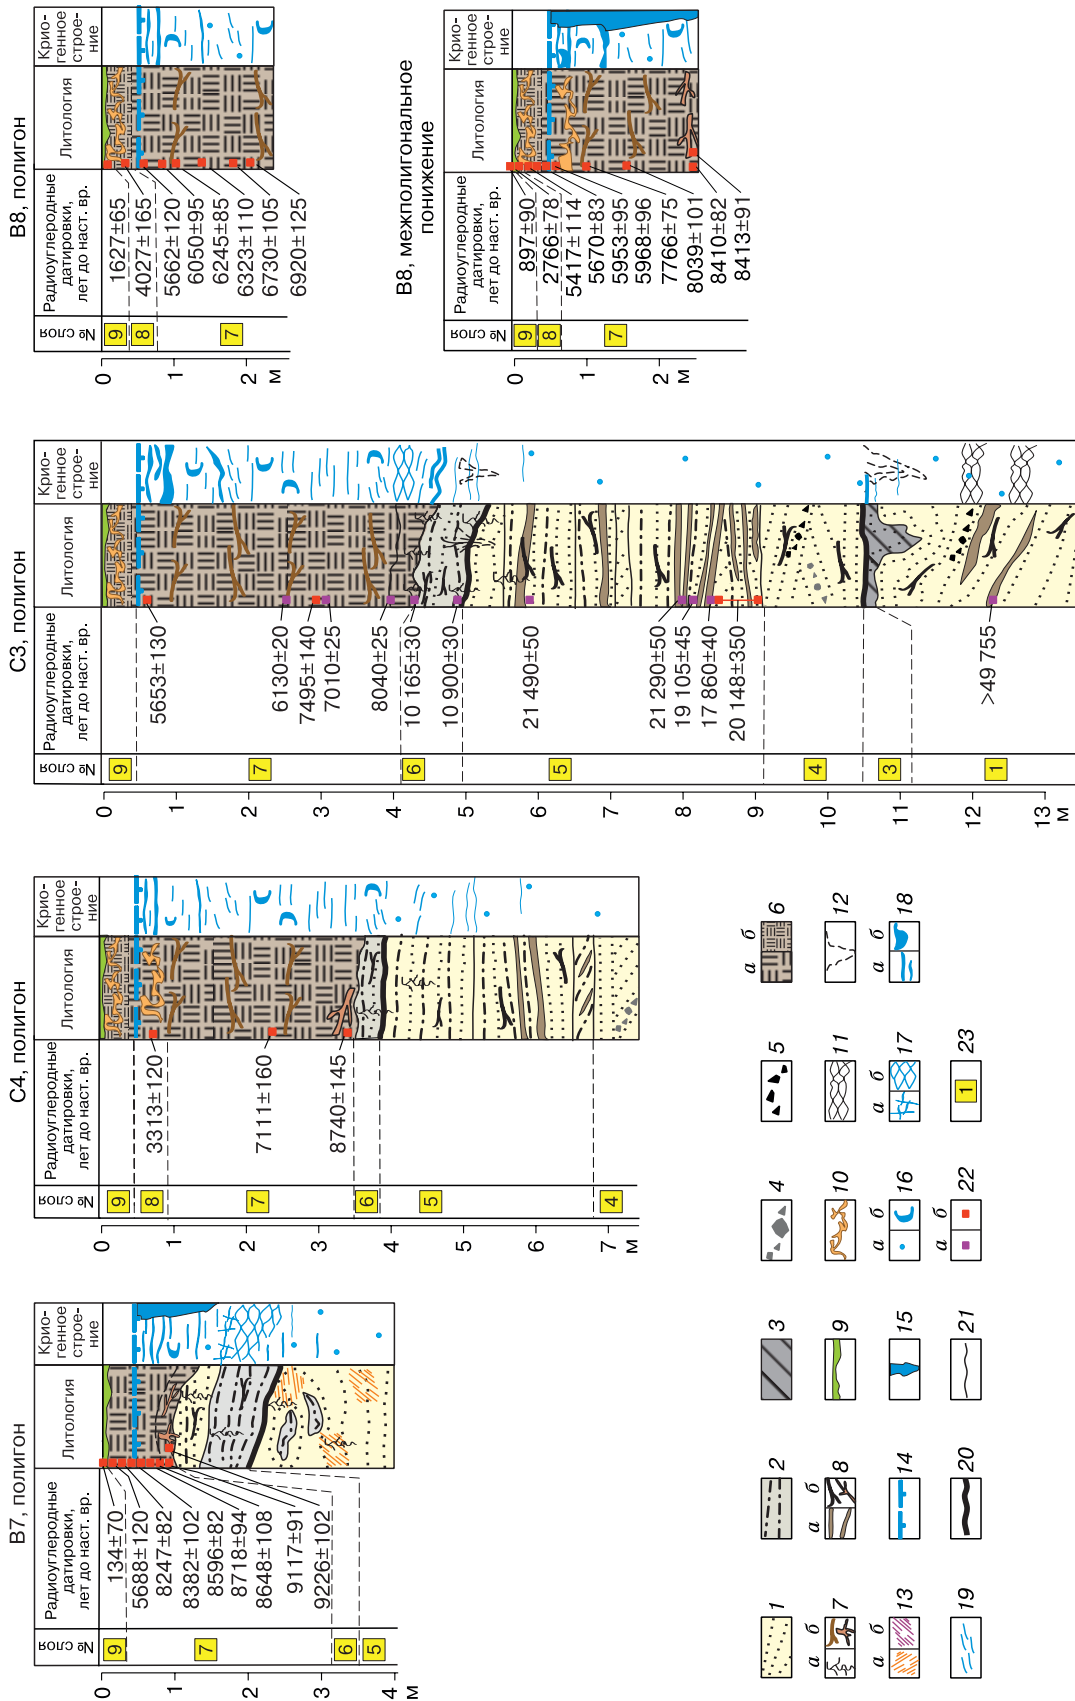 B7, полигон
№ слоя
Радиоуглеродные
датировки,
лет до наст. вр.
Литология
Крио-
генное
строе-
ние
0
1
2
3
4
м
9
7
6
5
134±70
5688±120
8247±82
8382±102
8596±82
8718±94
8648±108
9117±91
9226±102
C4, полигон
№ слоя
Радиоуглеродные
датировки,
лет до наст. вр.
Литология
Крио-
генное
строе-
ние
0
1
2
3
4
5
6
7
м
9
8
7
6
5
4
3313±120
7111±160
8740±145
C3, полигон
№ слоя
Радиоуглеродные
датировки,
лет до наст. вр.
Литология
Крио-
генное
строе-
ние
0
1
2
3
4
5
6
7
8
9
10
11
12
13
м
9
7
6
5
4
3
1
5653±130
6130±20
7495±140
7010±25
8040±25
10 165±30
10 900±30
21 490±50
21 290±50
19 105±45
17 860±40
20 148±350
>49 755
B8, полигон
№ слоя
Радиоуглеродные
датировки,
лет до наст. вр.
Литология
Крио-
генное
строе-
ние
0
1
2
м
9
8
7
1627±65
4027±165
5662±120
6050±95
6245±85
6323±110
6730±105
6920±125
B8, межполигональное
понижение
№ слоя
Радиоуглеродные
датировки,
лет до наст. вр.
Литология
Крио-
генное
строе-
ние
0
1
2
м
9
8
7
897±90
2766±78
5417±114
5670±83
5953±95
5968±96
7766±75
8039±101
8410±82
8413±91
1
2
3
4
5
а б
6
а б
7
а б
8
9
10
11
12
а б
13
14
15
а б
16
а б
17
а б
18
19
20
21
а б
22
1
23